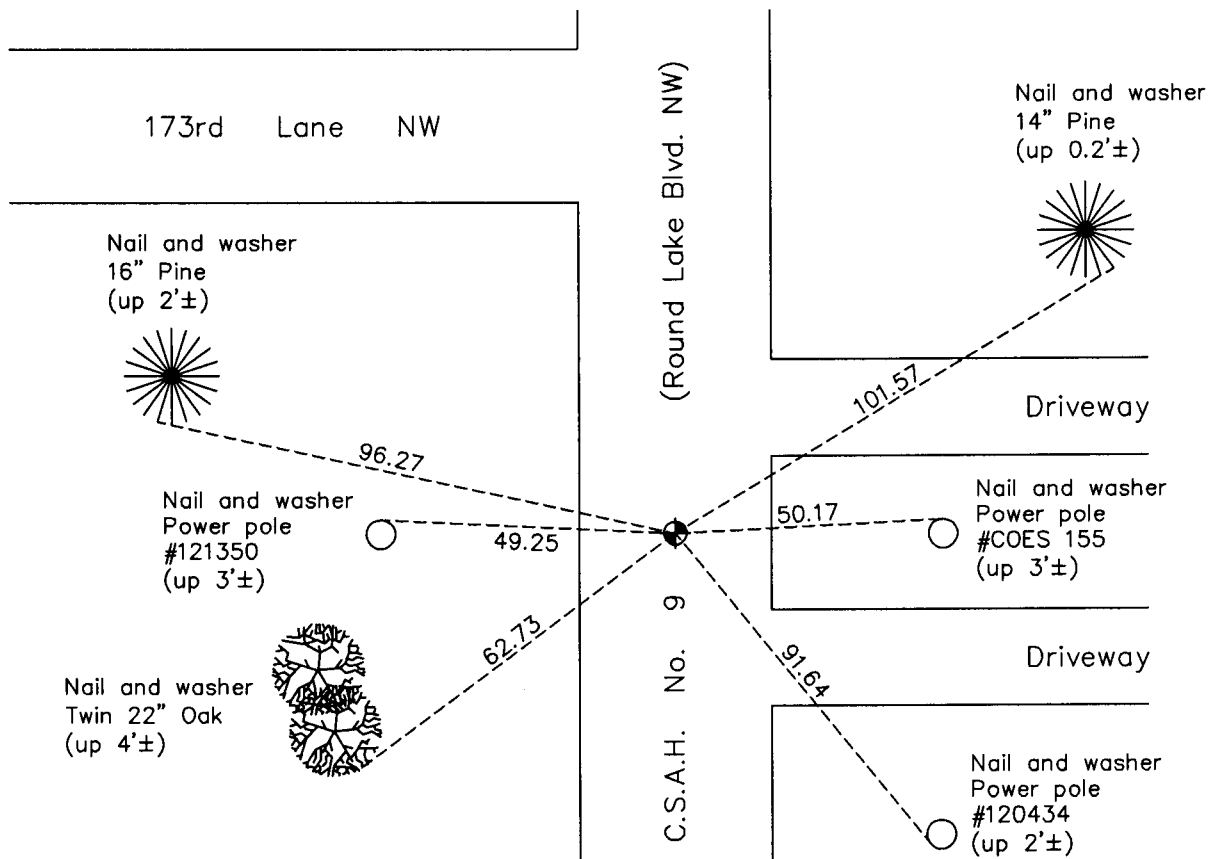 173rd Lane NW
(Round Lake Blvd. NW)
Nail and washer
14" Pine
(up 0.2'±)
Nail and washer
16" Pine
(up 2'±)
101.57
Driveway
96.27
Nail and washer
Power pole
#121350
(up 3'±)
49.25
50.17
Nail and washer
Power pole
#COES 155
(up 3'±)
62.73
C.S.A.H. No. 9
91.64
Driveway
Nail and washer
Twin 22" Oak
(up 4'±)
Nail and washer
Power pole
#120434
(up 2'±)